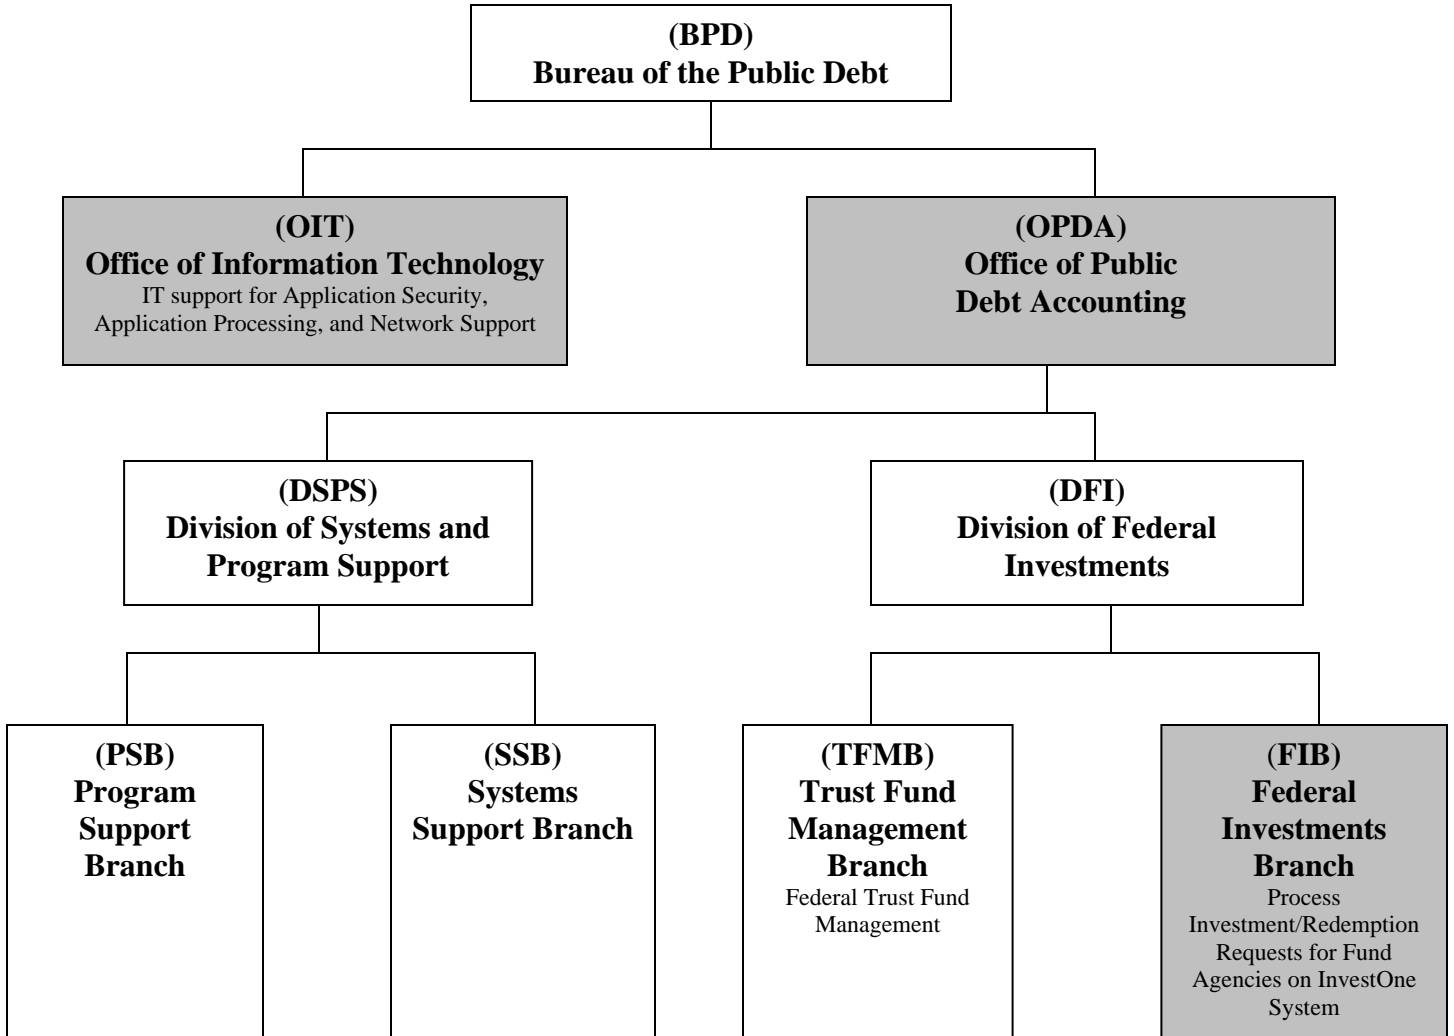 (BPD)
Bureau of the Public Debt
(OIT)
Office of Information Technology
IT support for Application Security,
Application Processing, and Network Support
(OPDA)
Office of Public
Debt Accounting
(DSPS)
Division of Systems and
Program Support
(DFI)
Division of Federal
Investments
(PSB)
Program
Support
Branch
(SSB)
Systems
Support Branch
(TFMB)
Trust Fund
Management
Branch
Federal Trust Fund
Management
(FIB)
Federal
Investments
Branch
Process
Investment/Redemption
Requests for Fund
Agencies on InvestOne
System